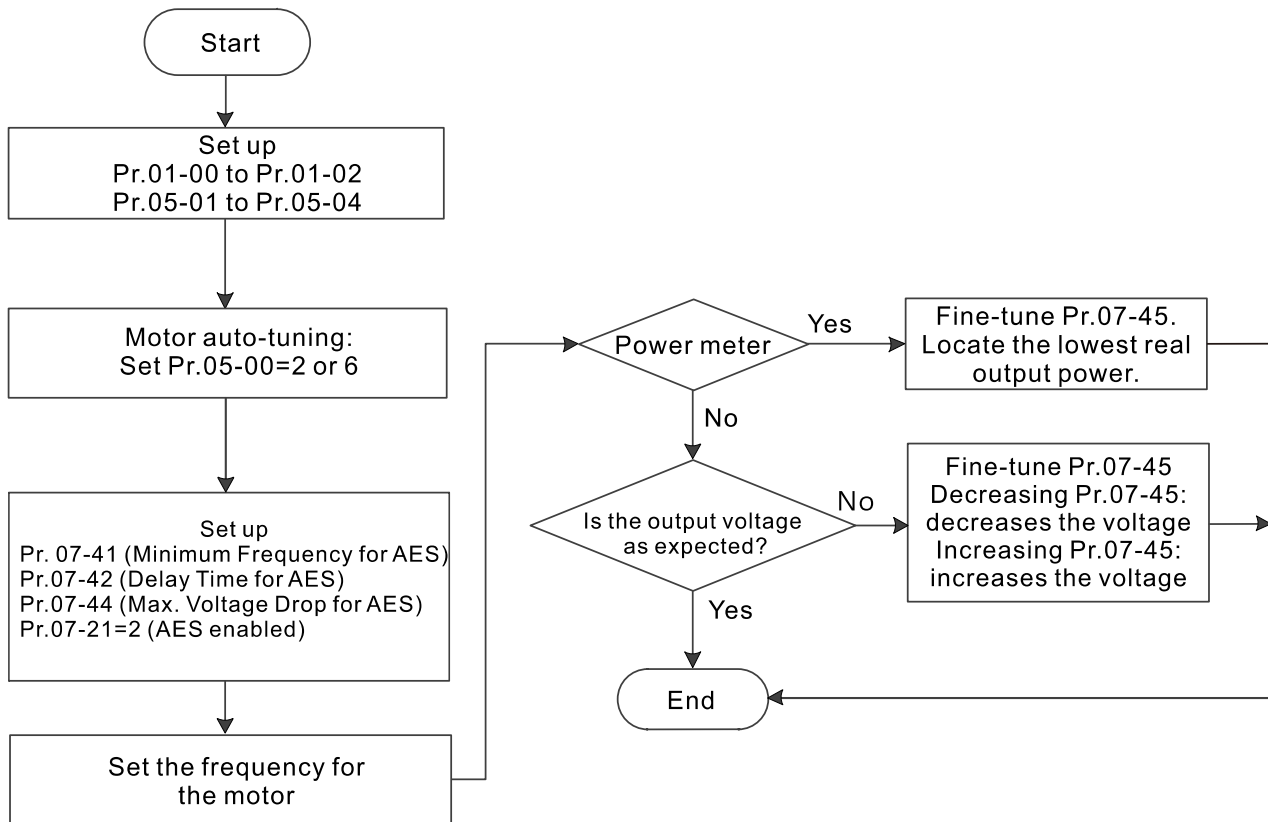 Start
Set up
Pr.01-00 to Pr.01-02
Pr.05-01 to Pr.05-04
Motor auto-tuning:
Set Pr.05-00=2 or 6
Set up
Pr. 07-41 (Minimum Frequency for AES)
Pr.07-42 (Delay Time for AES)
Pr.07-44 (Max. Voltage Drop for AES)
Pr.07-21=2 (AES enabled)
Set the frequency for
the motor
Power meter
Yes
Fine-tune Pr.07-45.
Locate the lowest real
output power.
No
Is the output voltage
as expected?
No
Fine-tune Pr.07-45
Decreasing Pr.07-45:
decreases the voltage
Increasing Pr.07-45:
increases the voltage
Yes
End